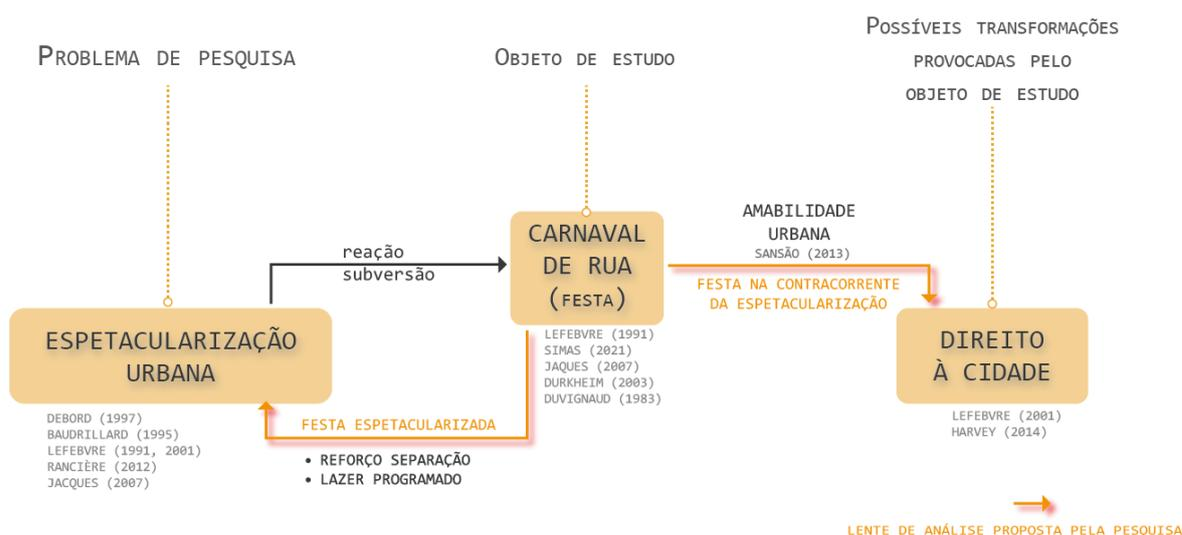 Problema de pesquisa
Objeto de estudo
Possíveis transformações
provocadas pelo
objeto de estudo
reação
subversão
CARNAVAL
DE RUA
(FESTA)
AMABILIDADE
URBANA
SANSÃO (2013)
FESTA NA CONTRACORRENTE
DA ESPETACULARIZAÇÃO
ESPETACULARIZAÇÃO
URBANA
DIREITO
À CIDADE
LEFEBVRE (1991)
SIMAS (2021)
JAQUES (2007)
DURKHEIM (2003)
DUVIGNAUD (1983)
DEBORD (1997)
BAUDRILLARD (1995)
LEFEBVRE (1991, 2001)
RANCIÈRE (2012)
JACQUES (2007)
FESTA ESPETACULARIZADA
• REFORÇO SEPARAÇÃO
• LAZER PROGRAMADO
LEFEBVRE (2001)
HARVEY (2014)
LENTE DE ANÁLISE PROPOSTA PELA PESQUISA